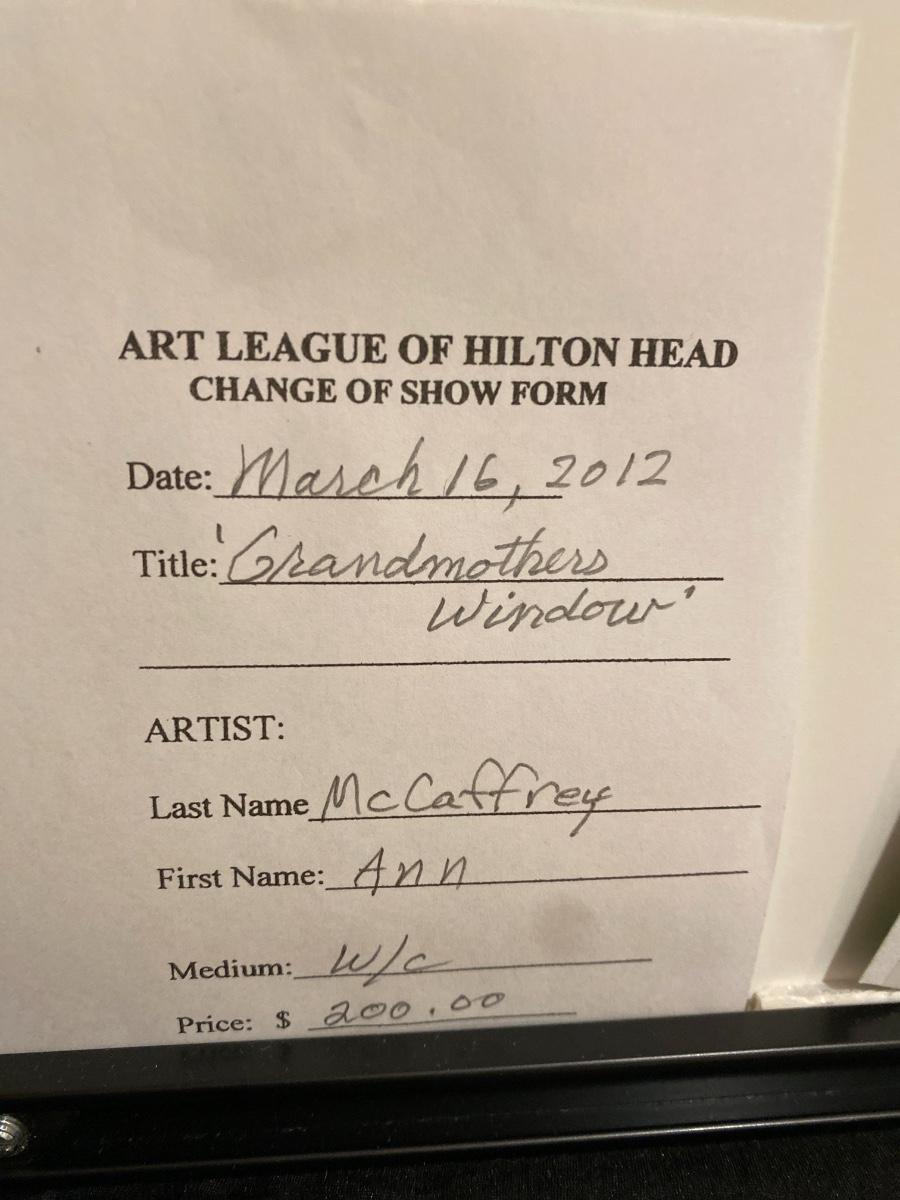 ART LEAGUE OF HILTON HEAD
CHANGE OF SHOW FORM
Date: March 16, 2012
Title: 'Grandmothers
Window'
ARTIST:
Last Name McCaffrey
First Name: Ann
Medium: W/c
Price: $ 200.00